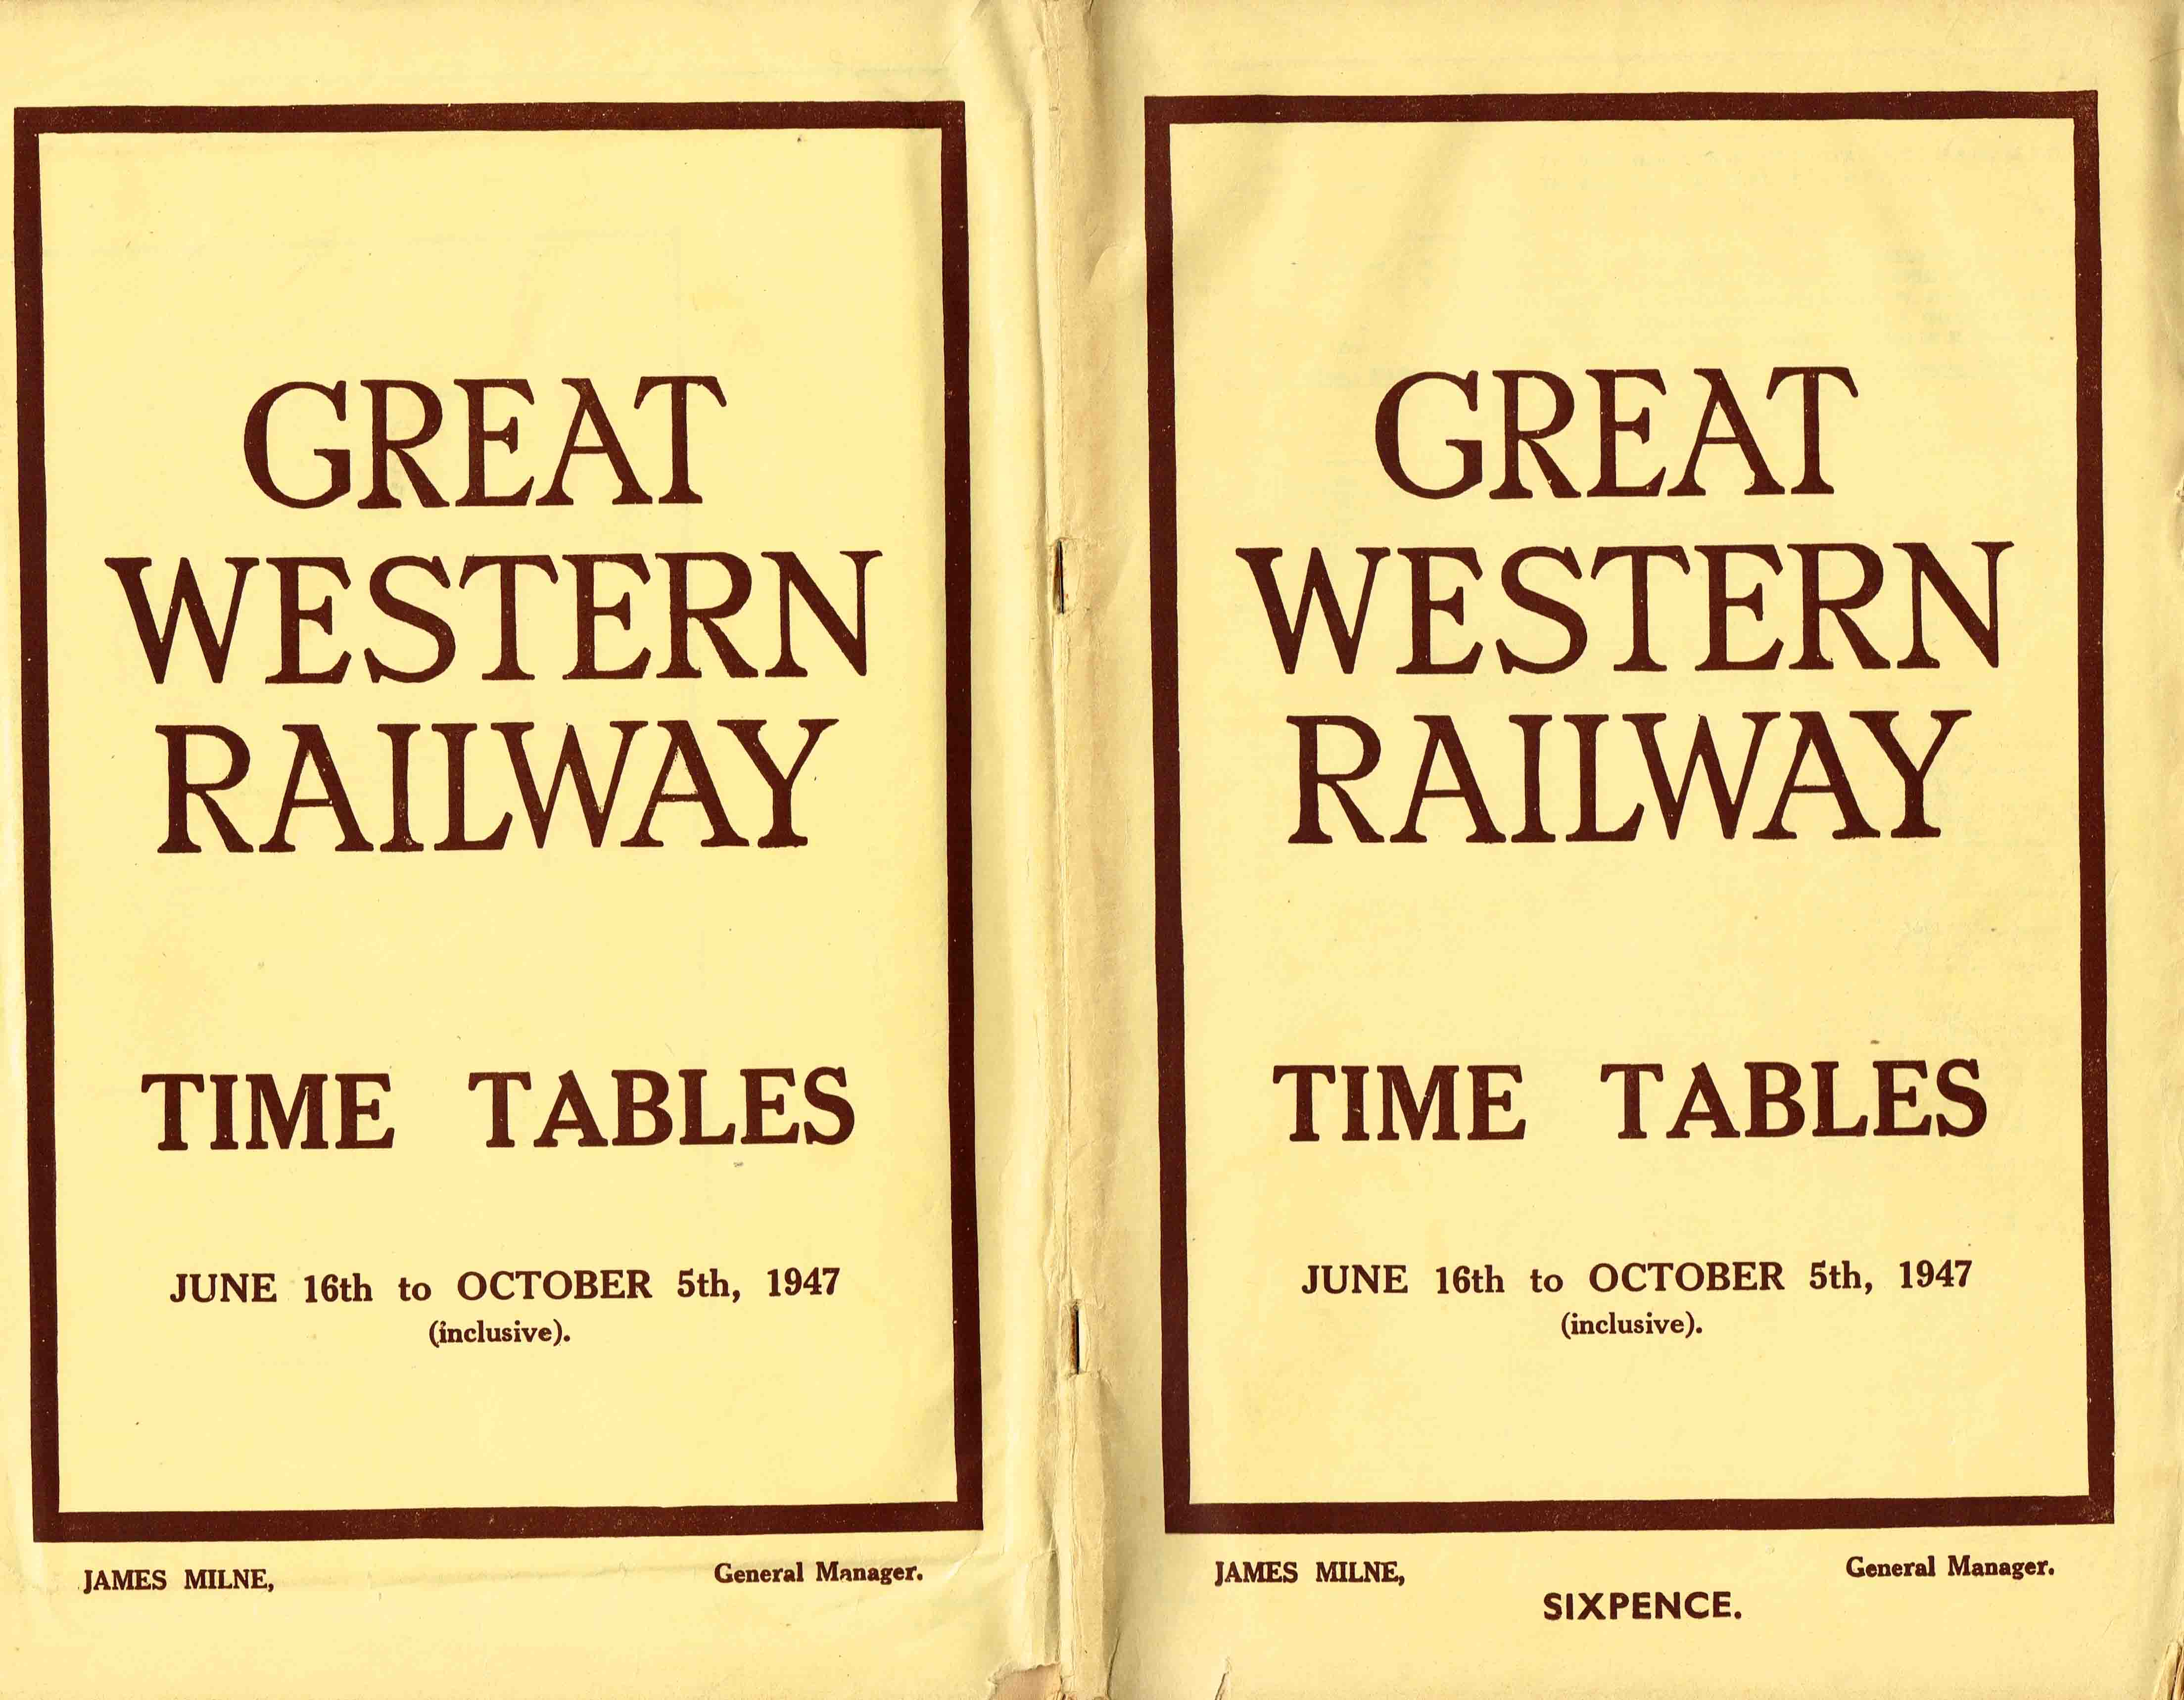 GREAT
WESTERN
RAILWAY
TIME TABLES
JUNE 16th to OCTOBER 5th, 1947
(inclusive).
JAMES MILNE, General Manager.
GREAT
WESTERN
RAILWAY
TIME TABLES
JUNE 16th to OCTOBER 5th, 1947
(inclusive).
JAMES MILNE, General Manager.
SIXPENCE.